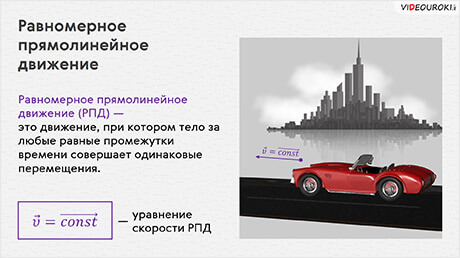 VIDEOUROKI
Равномерное
прямолинейное
движение
Равномерное прямолинейное
движение (РПД) —
это движение, при котором тело за
любые равные промежутки
времени совершает одинаковые
перемещения.
v⃗ = const
v⃗ = const — уравнение
скорости РПД